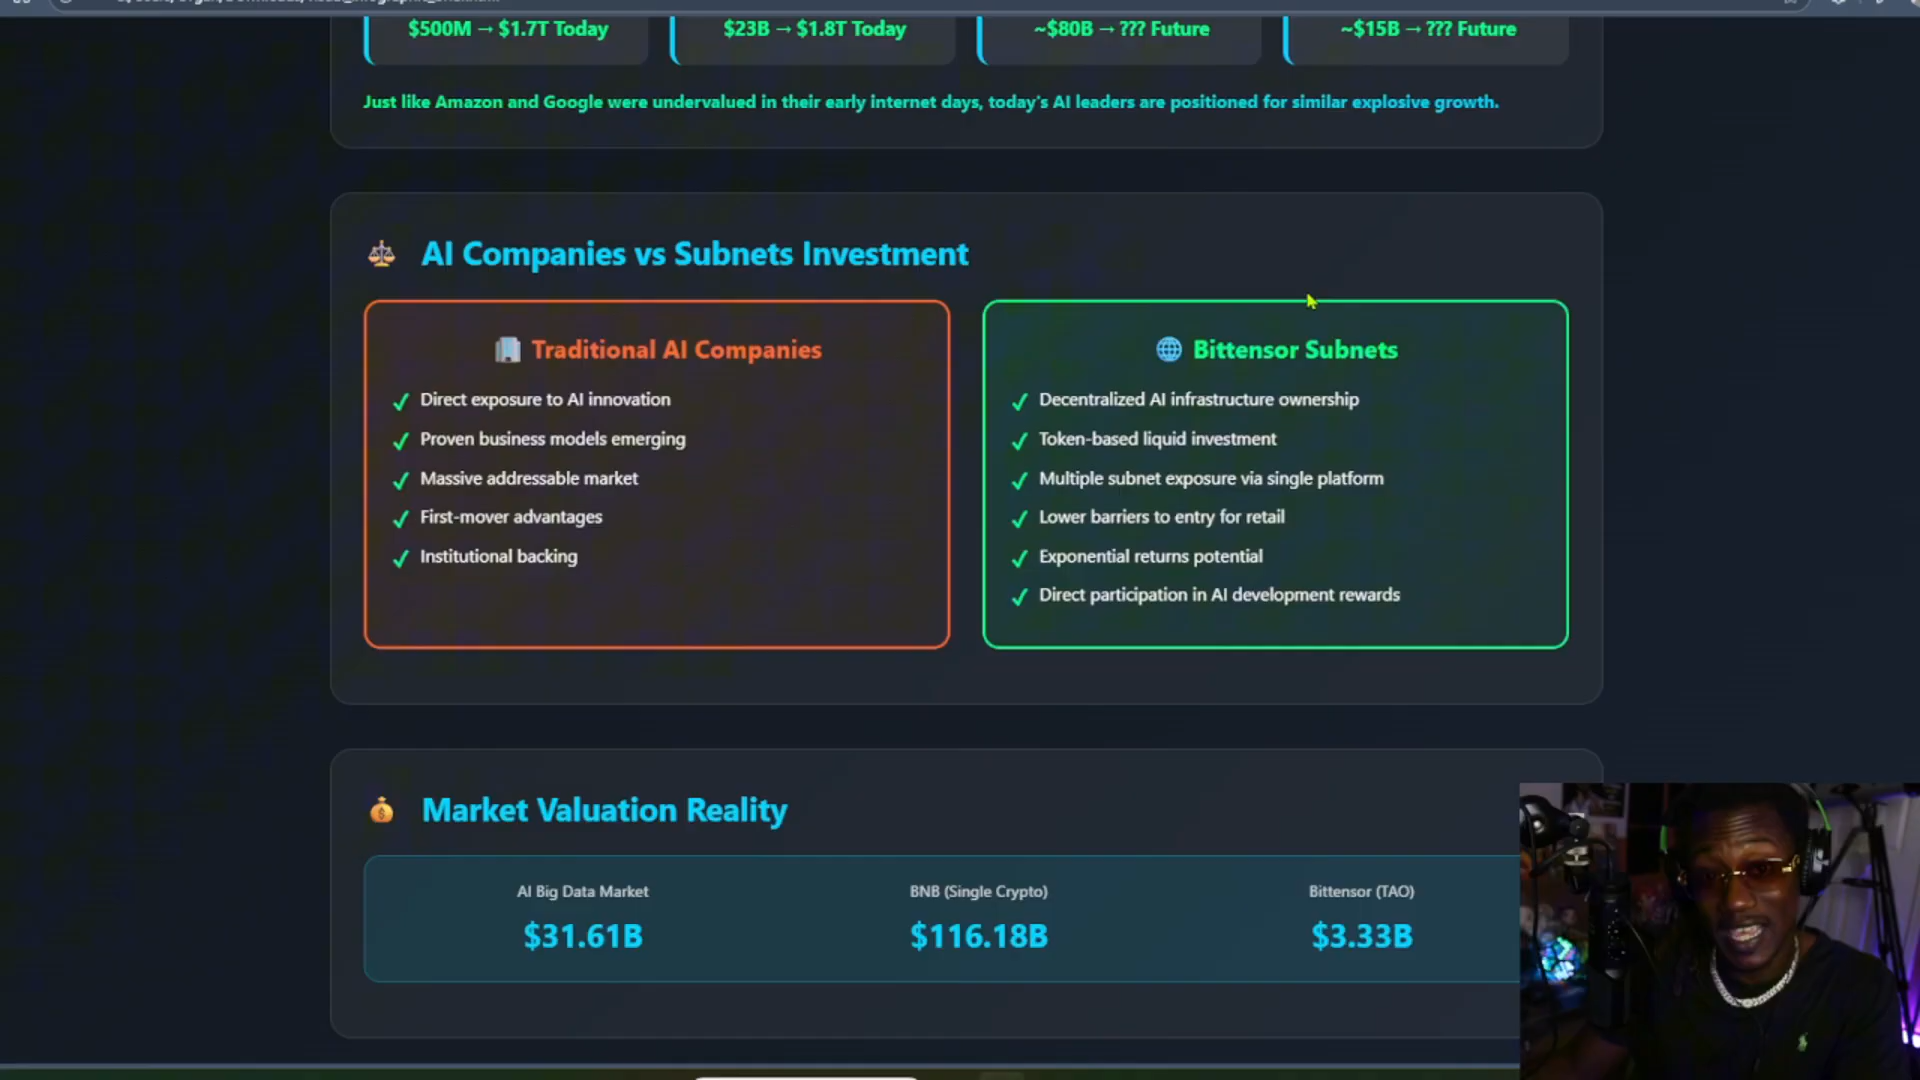 $500M → $1.7T Today
$23B → $1.8T Today
~$80B → ??? Future
~$15B → ??? Future
Just like Amazon and Google were undervalued in their early internet days, today's AI leaders are positioned for similar explosive growth.
AI Companies vs Subnets Investment
Traditional AI Companies
Direct exposure to AI innovation
Proven business models emerging
Massive addressable market
First-mover advantages
Institutional backing
Bittensor Subnets
Decentralized AI infrastructure ownership
Token-based liquid investment
Multiple subnet exposure via single platform
Lower barriers to entry for retail
Exponential returns potential
Direct participation in AI development rewards
Market Valuation Reality
AI Big Data Market
$31.61B
BNB (Single Crypto)
$116.18B
Bittensor (TAO)
$3.33B